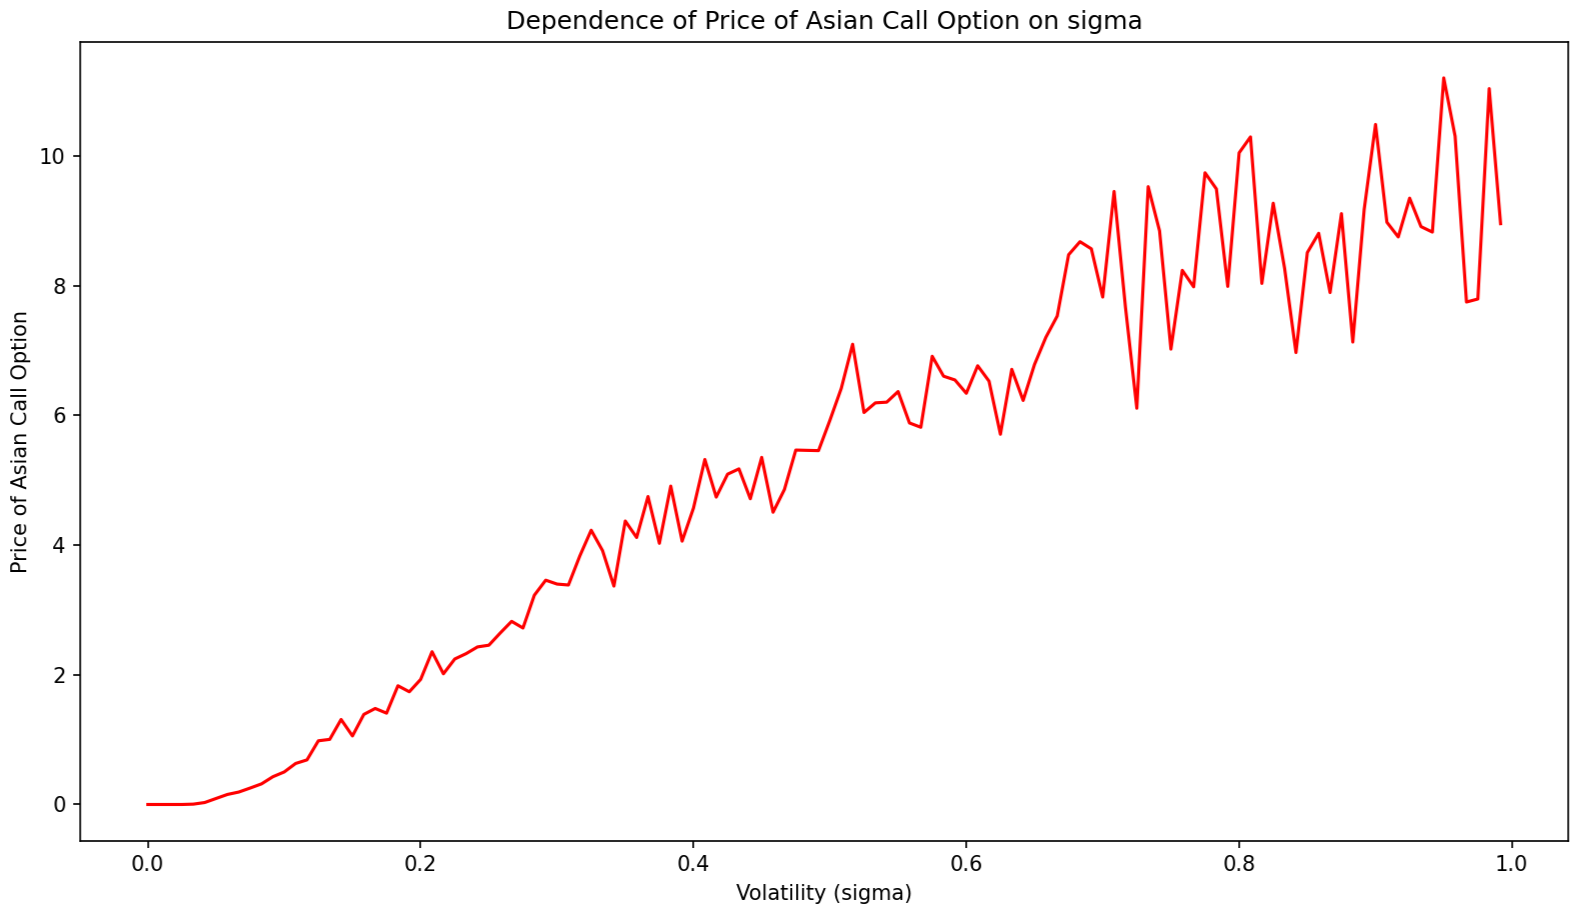 Dependence of Price of Asian Call Option on sigma
Price of Asian Call Option
10
8
6
4
2
0
0.0 0.2 0.4 0.6 0.8 1.0
Volatility (sigma)